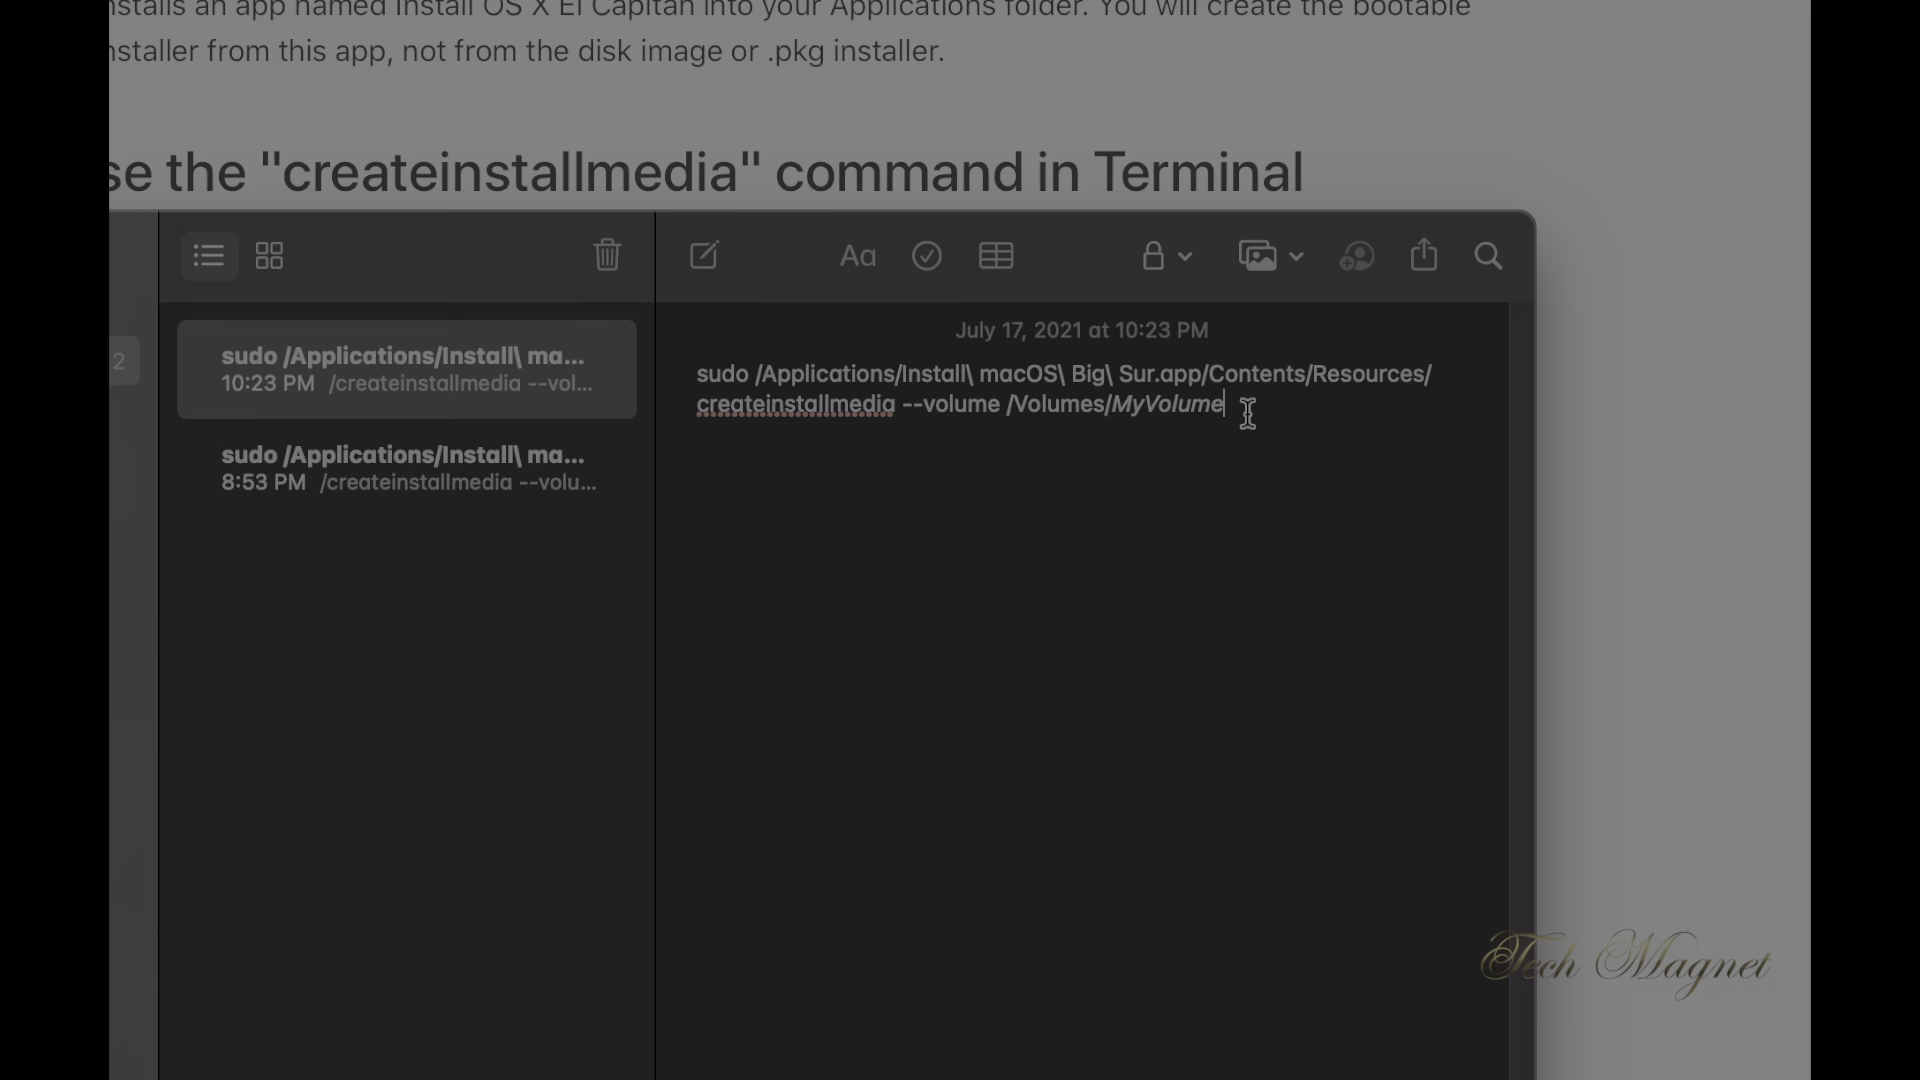 nstalls an app named Install OS X El Capitan into your Applications folder. You will create the bootable
nstaller from this app, not from the disk image or .pkg installer.
se the "createinstallmedia" command in Terminal
Aa
2
sudo /Applications/Install\ ma...
10:23 PM /createinstallmedia --vol...
sudo /Applications/Install\ ma...
8:53 PM /createinstallmedia --volu...
July 17, 2021 at 10:23 PM
sudo /Applications/Install\ macOS\ Big\ Sur.app/Contents/Resources/
createinstallmedia --volume /Volumes/MyVolume
Tech Magnet